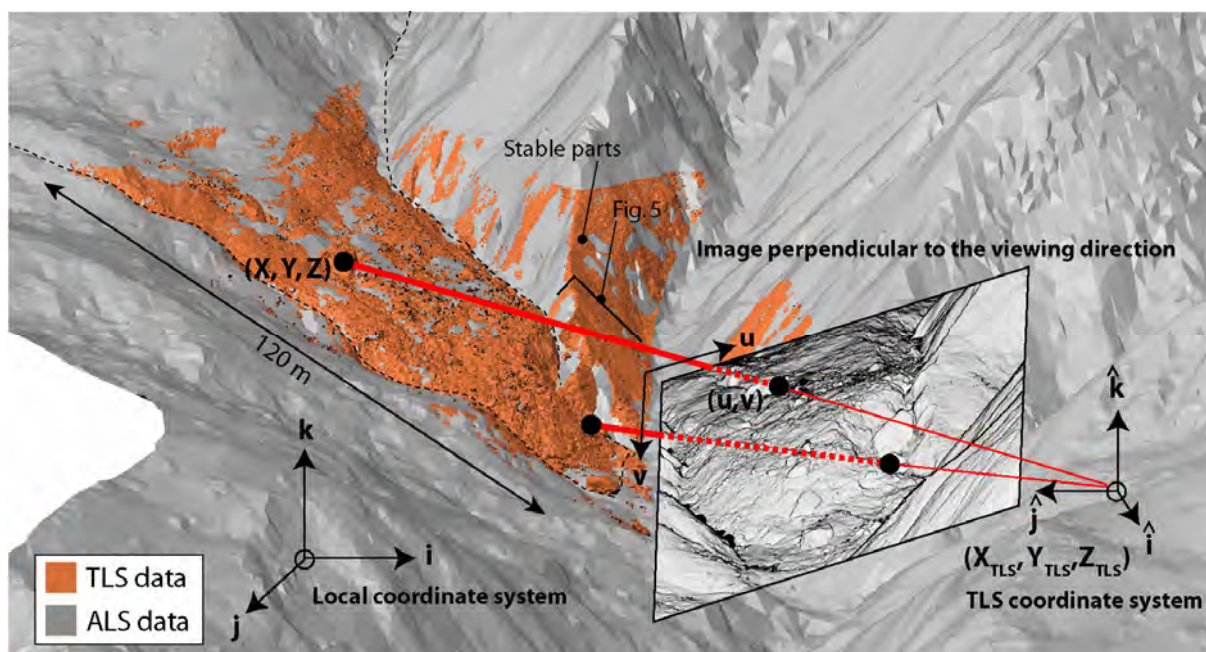 Stable parts
Fig. 5
Image perpendicular to the viewing direction
(X, Y, Z)
u
(u,v)
120 m
v
k
i
j
Local coordinate system
k̂
ĵ
î
(X_TLS, Y_TLS, Z_TLS)
TLS coordinate system
TLS data
ALS data